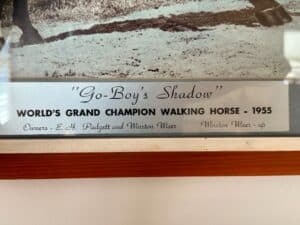 "Go-Boy's Shadow"
WORLD'S GRAND CHAMPION WALKING HORSE - 1955
Owners - E. H. Padgett and Winston Wiser Winston Wiser - up